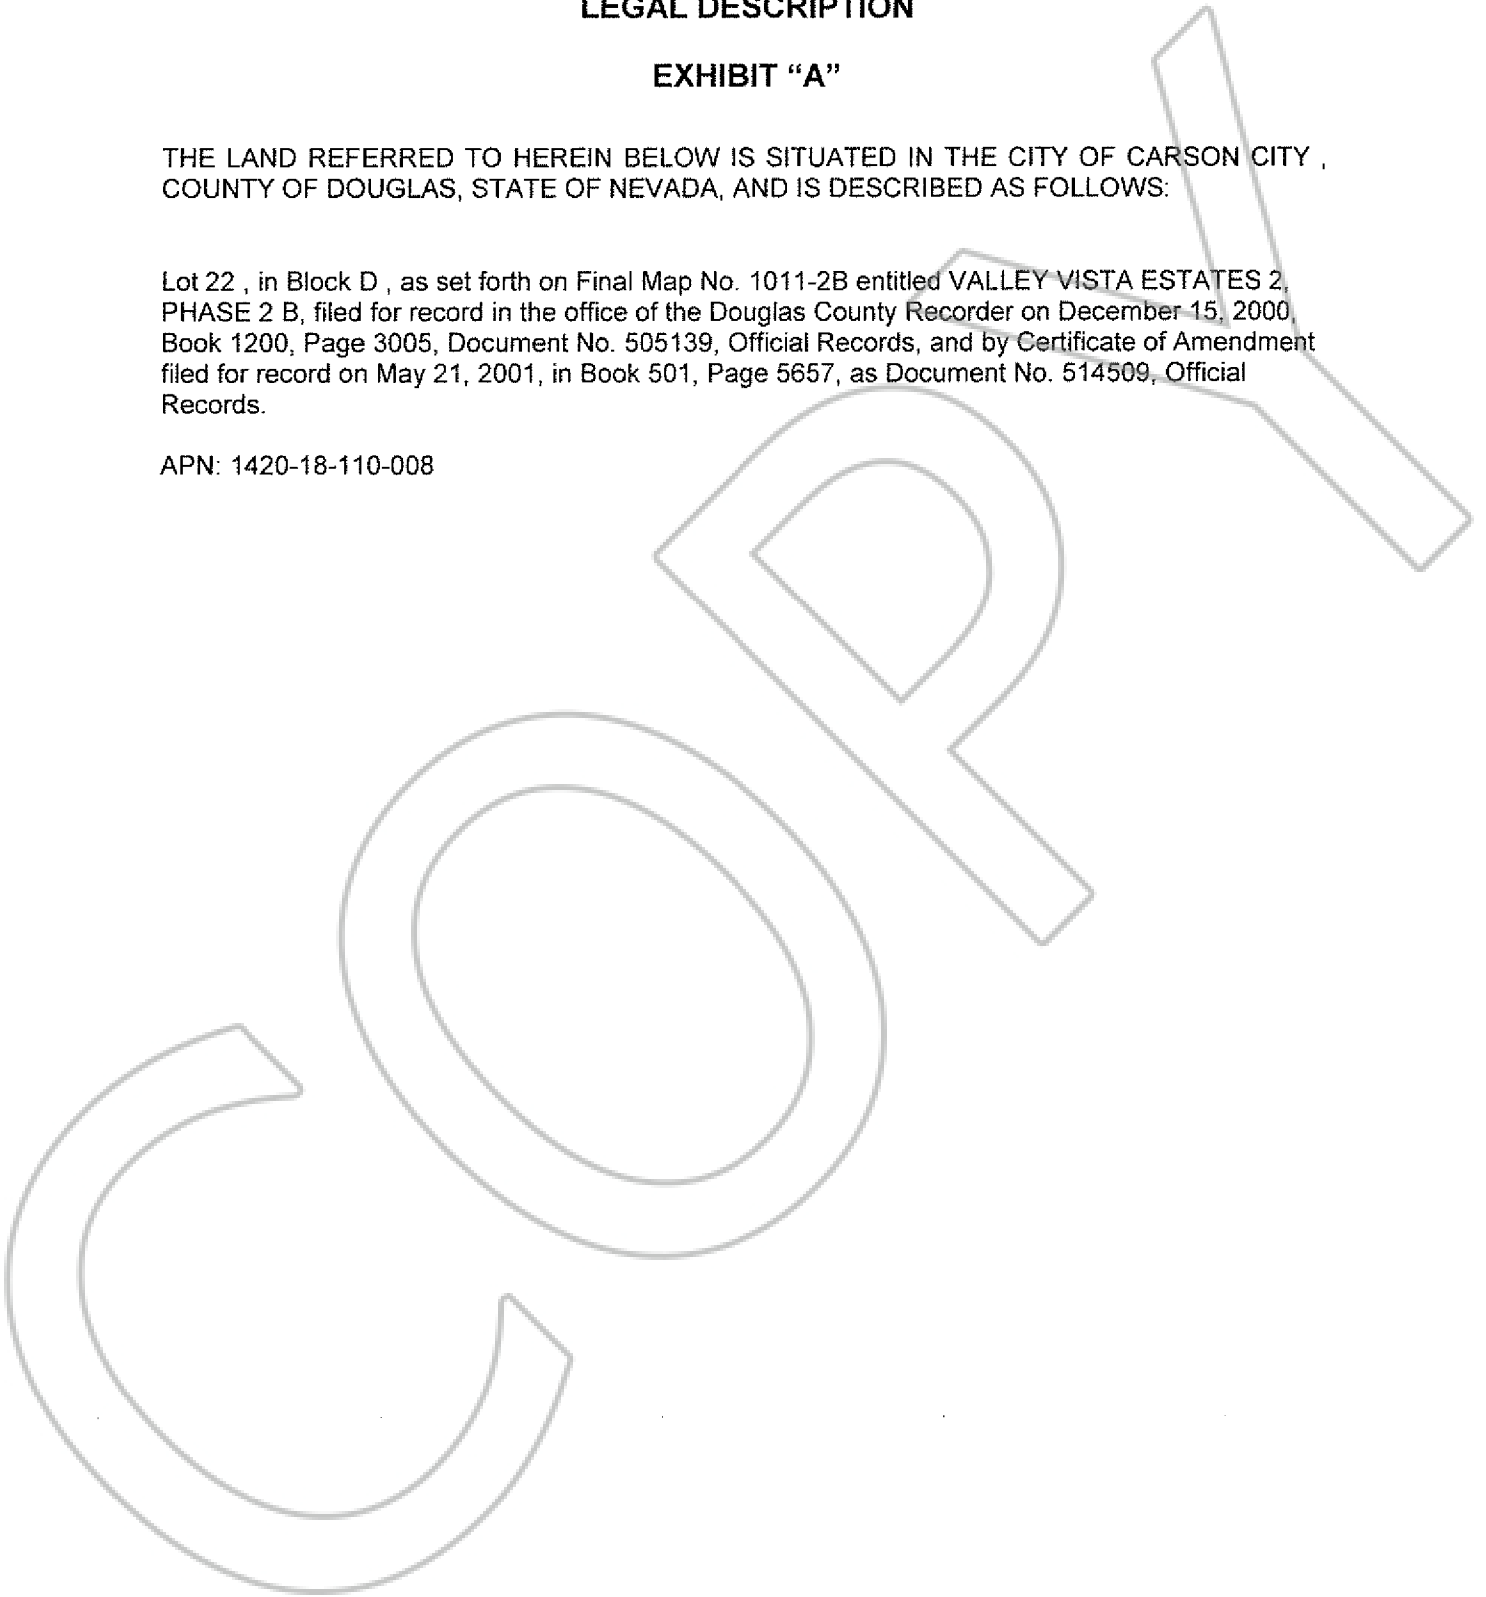 LEGAL DESCRIPTION
EXHIBIT “A”
THE LAND REFERRED TO HEREIN BELOW IS SITUATED IN THE CITY OF CARSON CITY ,
COUNTY OF DOUGLAS, STATE OF NEVADA, AND IS DESCRIBED AS FOLLOWS:
Lot 22 , in Block D , as set forth on Final Map No. 1011-2B entitled VALLEY VISTA ESTATES 2,
PHASE 2 B, filed for record in the office of the Douglas County Recorder on December 15, 2000,
Book 1200, Page 3005, Document No. 505139, Official Records, and by Certificate of Amendment
filed for record on May 21, 2001, in Book 501, Page 5657, as Document No. 514509, Official
Records.
APN: 1420-18-110-008
COPY